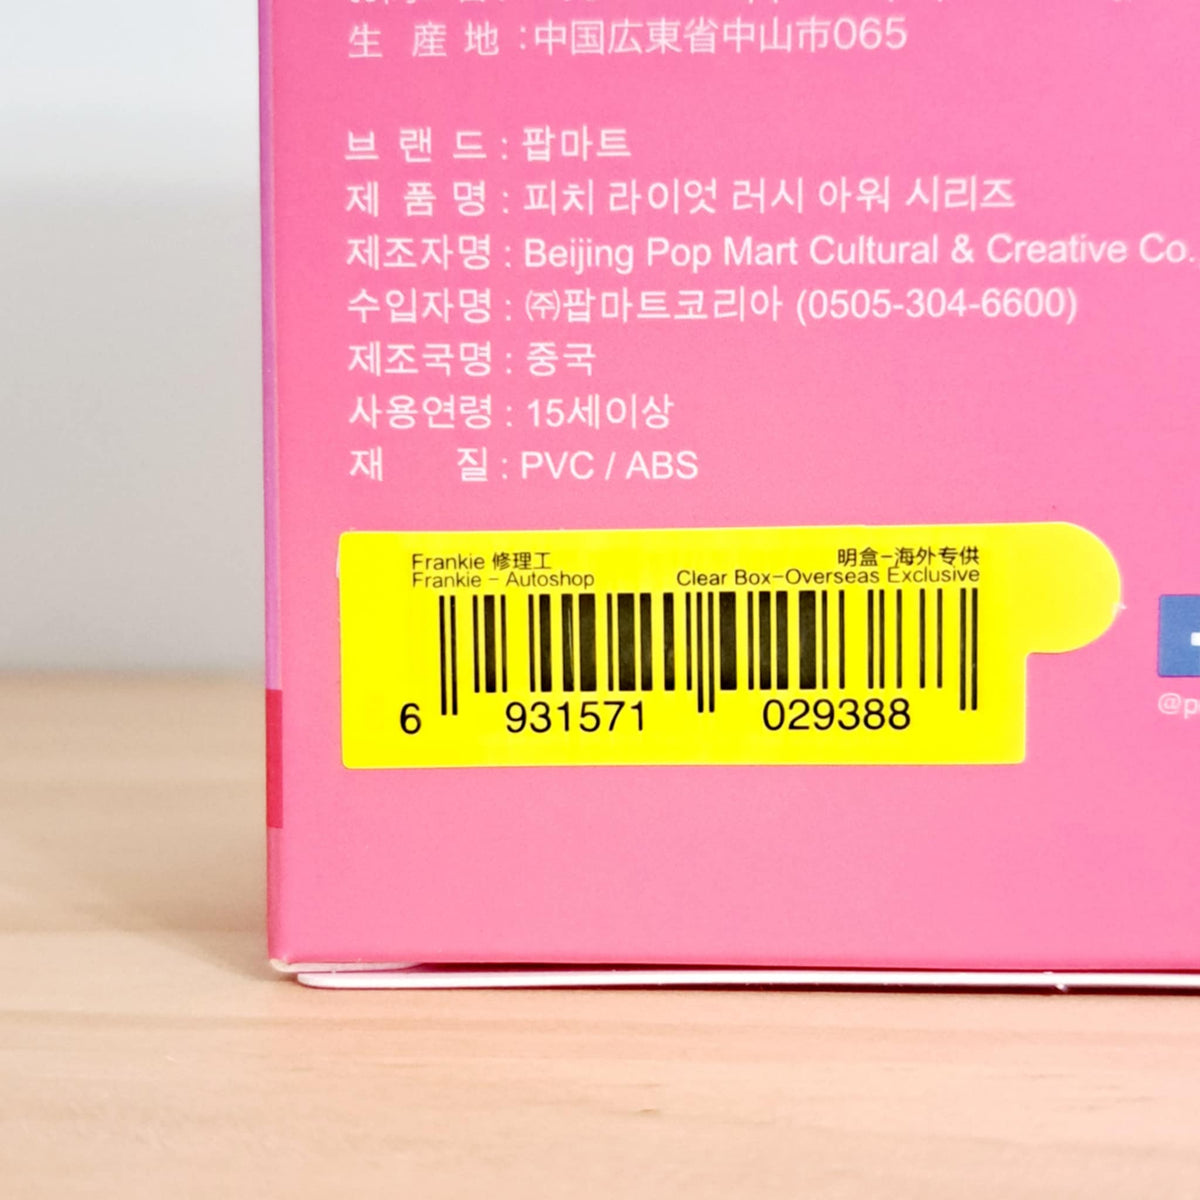 生 産 地 :中国広東省中山市065
브 랜 드 : 팝마트
제 품 명 : 피치 라이엇 러시 아워 시리즈
제조자명 : Beijing Pop Mart Cultural & Creative Co.
수입자명 : ㈜팝마트코리아 (0505-304-6600)
제조국명 : 중국
사용연령 : 15세이상
재 질 : PVC / ABS
Frankie 修理工 明盒-海外专供
Frankie - Autoshop Clear Box-Overseas Exclusive
6 931571 029388